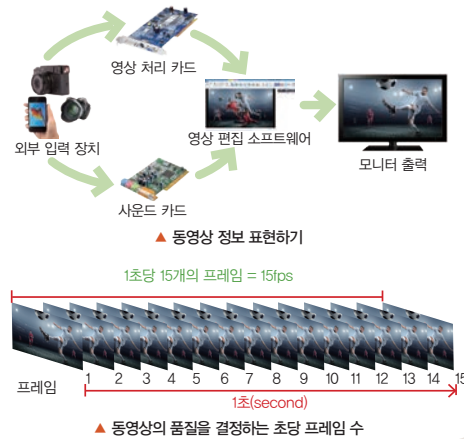 영상 처리 카드
외부 입력 장치
영상 편집 소프트웨어
모니터 출력
사운드 카드
▲ 동영상 정보 표현하기
1초당 15개의 프레임 = 15fps
프레임
1 2 3 4 5 6 7 8 9 10 11 12 13 14 15
1초(second)
▲ 동영상의 품질을 결정하는 초당 프레임 수